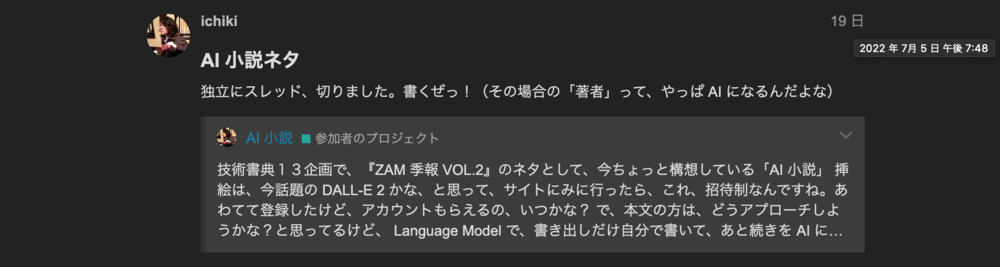 ichiki
19 日
2022 年 7月 5 日 午後 7:48
AI 小説ネタ
独立にスレッド、切りました。書くぜっ！（その場合の「著者」って、やっぱ AI になるんだよな）
AI 小説 参加者のプロジェクト
技術書典１３企画で、『ZAM 季報 VOL.2』のネタとして、今ちょっと構想している「AI 小説」 挿
絵は、今話題の DALL-E 2 かな、と思って、サイトにみに行ったら、これ、招待制なんですね。あ
わてて登録したけど、アカウントもらえるの、いつかな？ で、本文の方は、どうアプローチしよ
うかな？と思ってるけど、 Language Model で、書き出しだけ自分で書いて、あと続きを AI に…